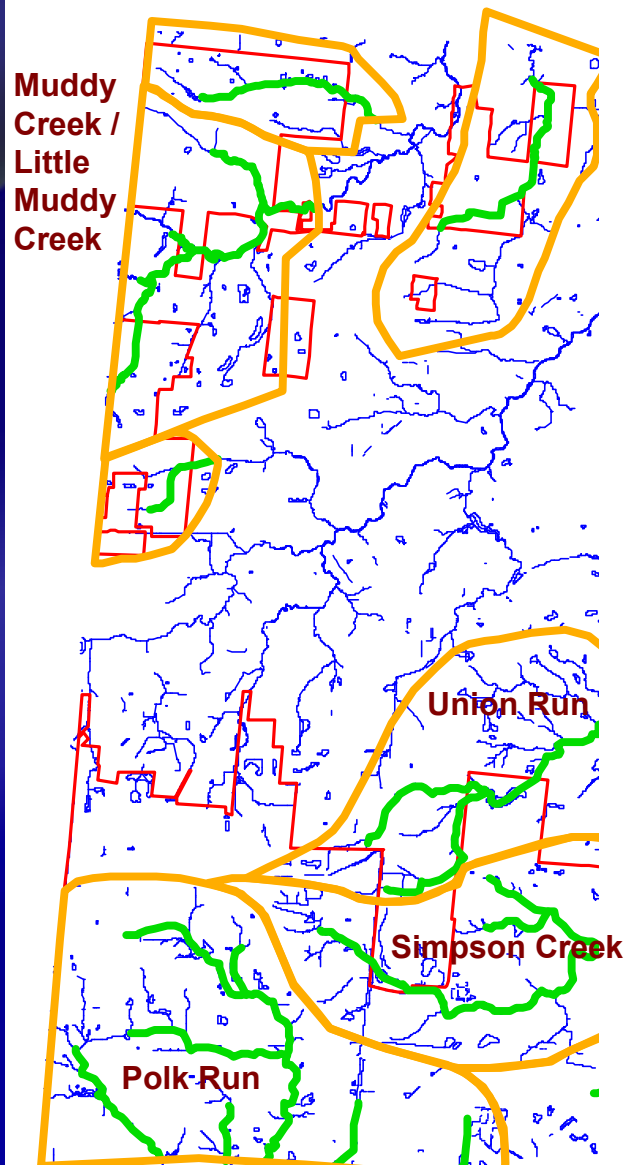 Muddy
Creek /
Little
Muddy
Creek
Union Run
Simpson Creek
Polk Run